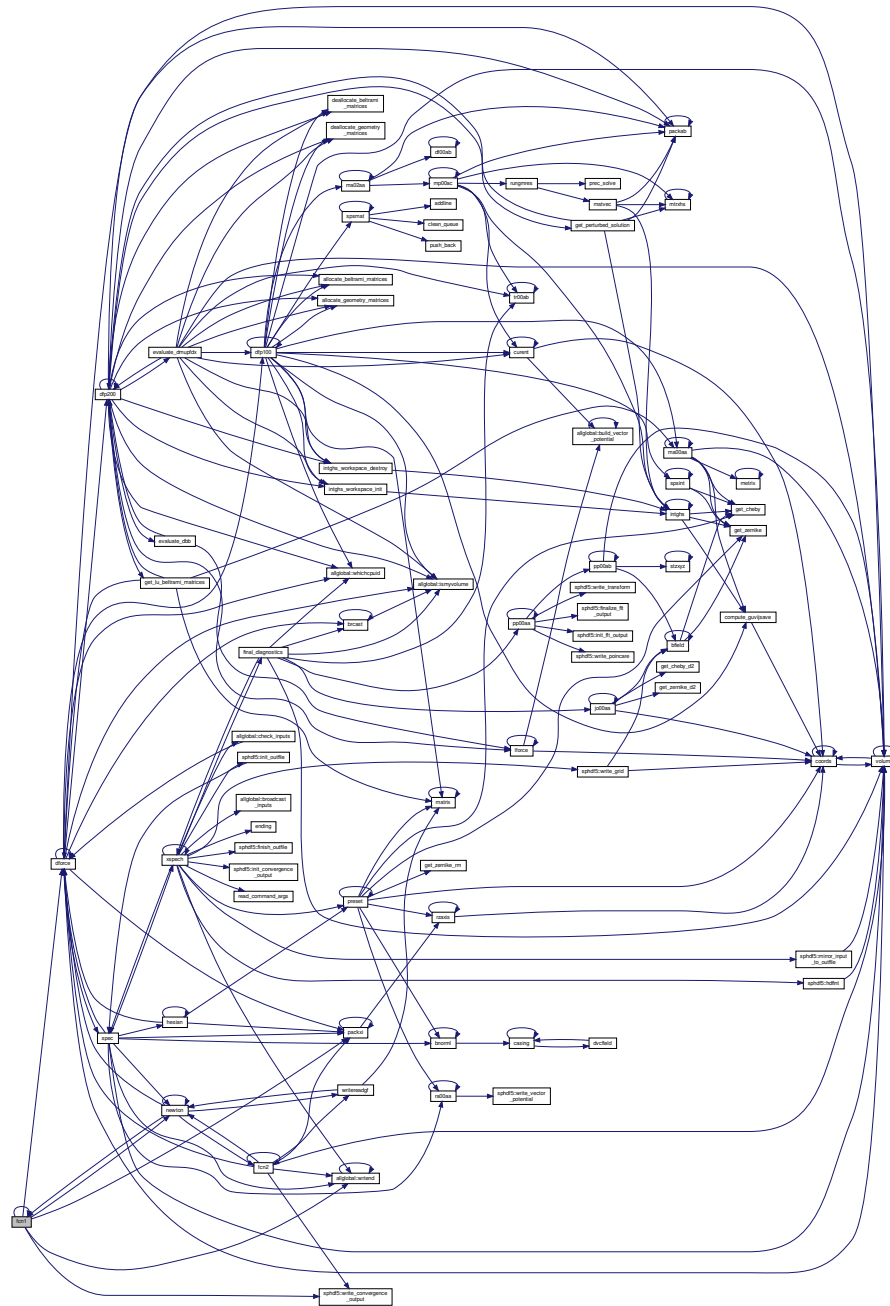 deallocate_beltrami
_matrices
deallocate_geometry
_matrices
packab
df00ab
ma02aa
mp00ac
rungmres
prec_solve
matvec
mtrxhs
spsmat
addline
clean_queue
push_back
get_perturbed_solution
allocate_beltrami_matrices
allocate_geometry_matrices
tr00ab
evaluate_dmupfdx
dfp100
curent
dfp200
allglobal::build_vector
_potential
ma00aa
intghs_workspace_destroy
intghs_workspace_init
spsint
matrix
get_cheby
intghs
get_zernike
evaluate_dbb
get_lu_beltrami_matrices
allglobal::whichcpuid
allglobal::ismyvolume
pp00ab
stzxyz
sphdf5::write_transform
sphdf5::finalize_flt
_output
sphdf5::init_flt_output
sphdf5::write_poincare
brcast
pp00aa
bfield
compute_guvijsave
final_diagnostics
get_cheby_d2
get_zernike_d2
jo00aa
allglobal::check_inputs
sphdf5::init_outfile
lforce
coords
volume
sphdf5::write_grid
allglobal::broadcast
_inputs
ending
sphdf5::finish_outfile
sphdf5::init_convergence
_output
read_command_args
matrix
dforce
xspech
get_zernike_rm
preset
rzaxis
sphdf5::mirror_input
_to_outfile
sphdf5::hdfint
hesian
packxi
spec
bnorml
casing
dvcfield
writereadgf
ra00aa
sphdf5::write_vector
_potential
newton
fcn2
allglobal::wrtend
fcn1
sphdf5::write_convergence
_output